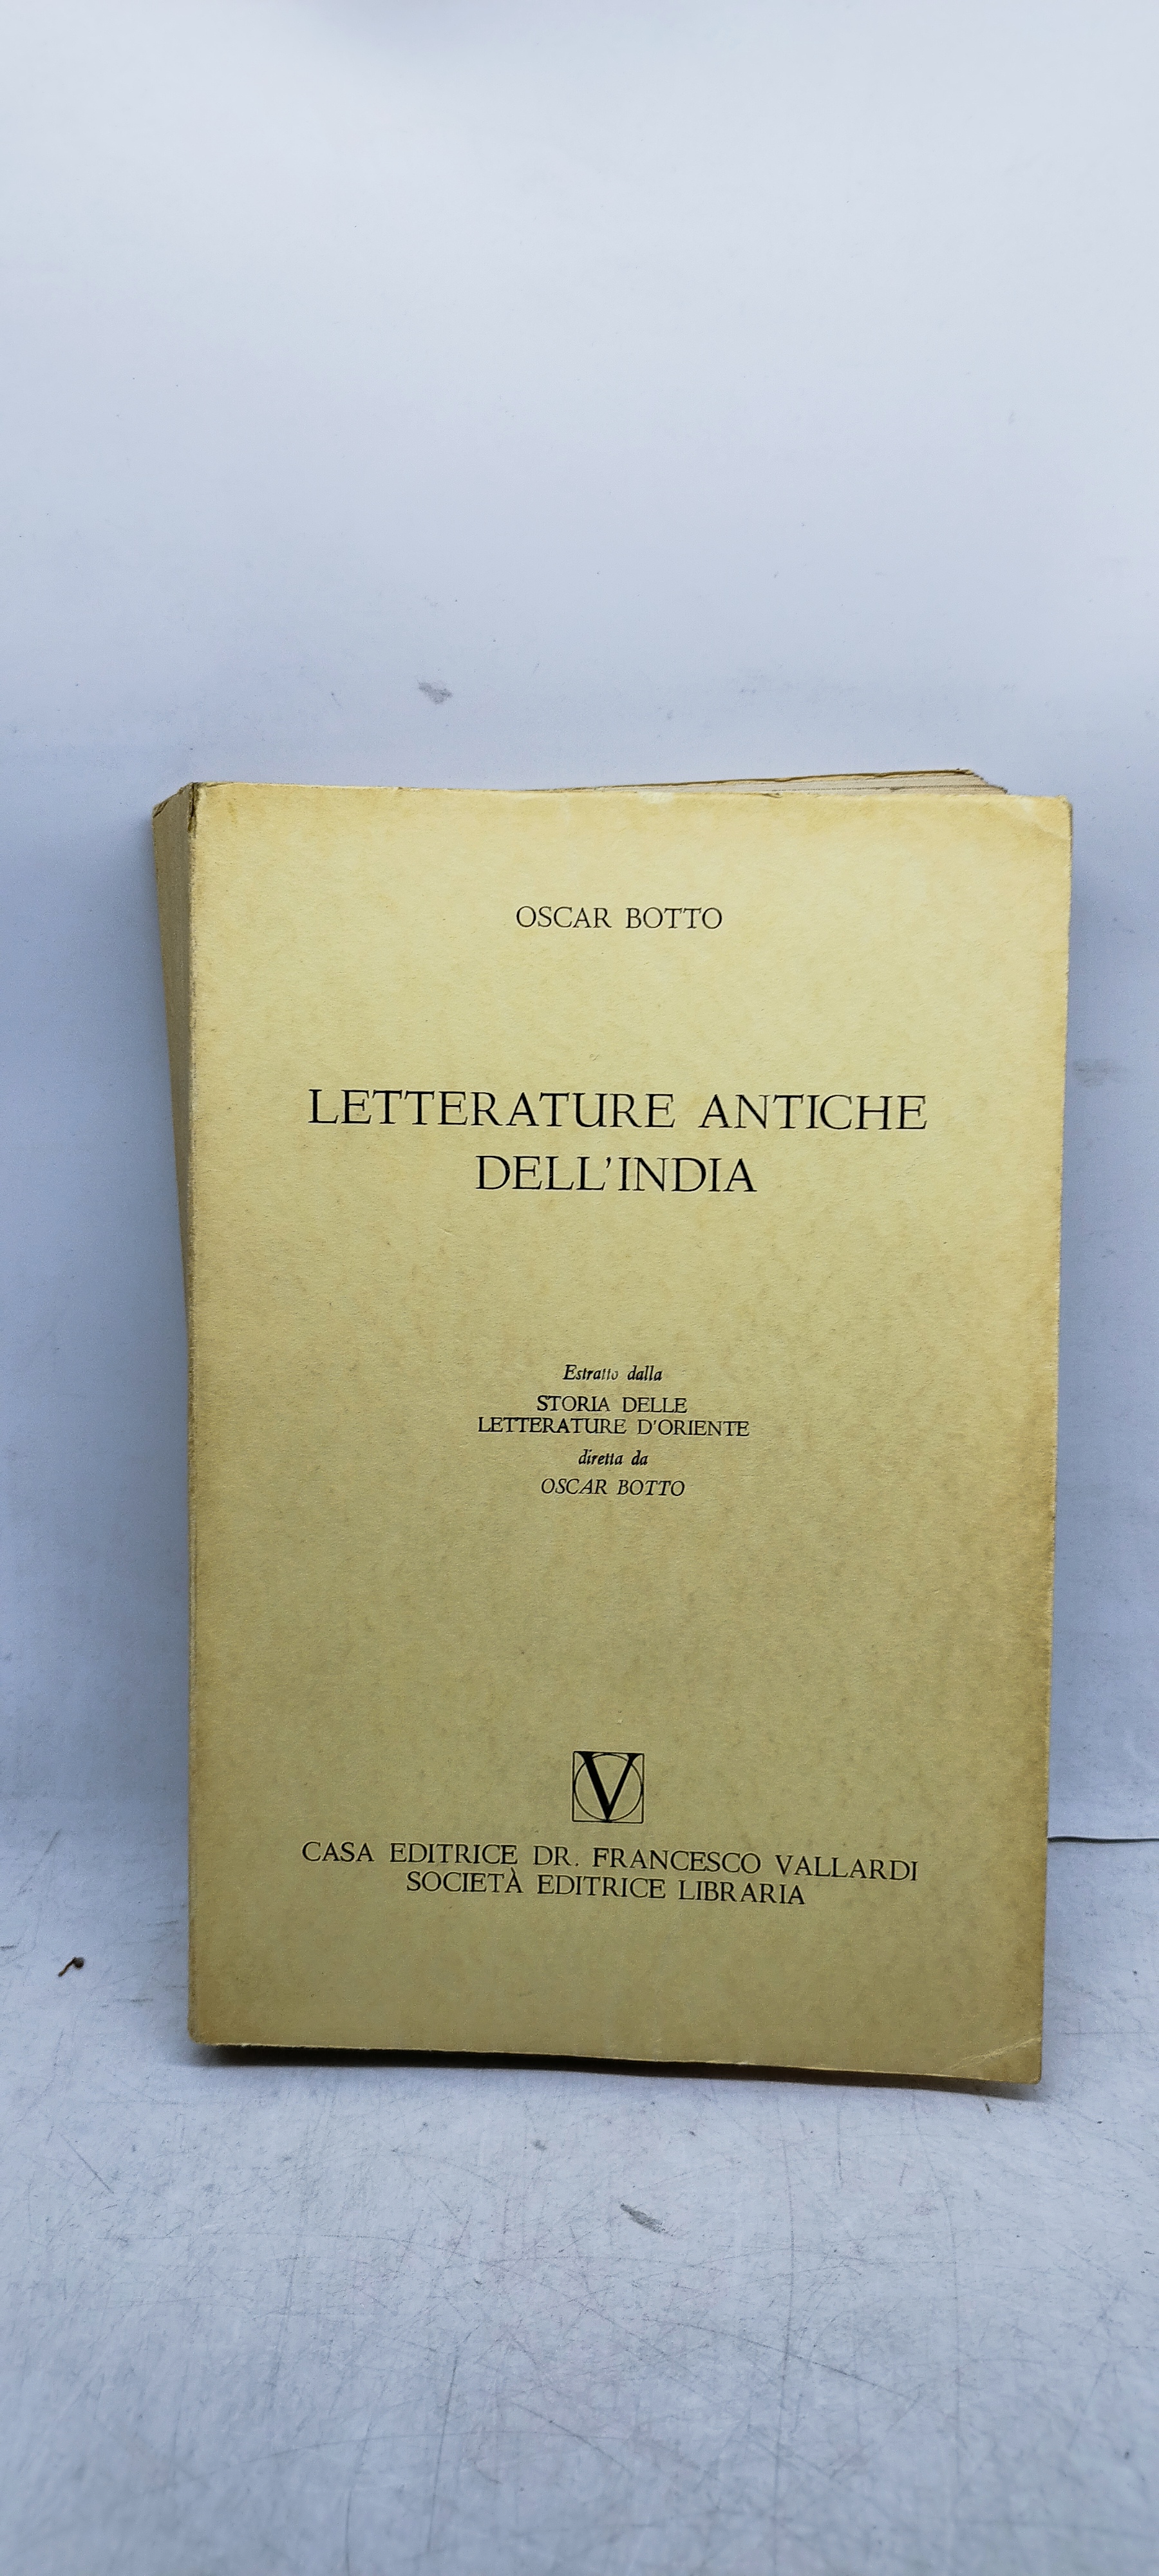 OSCAR BOTTO
LETTERATURE ANTICHE
DELL'INDIA
Estratto dalla
STORIA DELLE
LETTERATURE D'ORIENTE
diretta da
OSCAR BOTTO
V
CASA EDITRICE DR. FRANCESCO VALLARDI
SOCIETÀ EDITRICE LIBRARIA